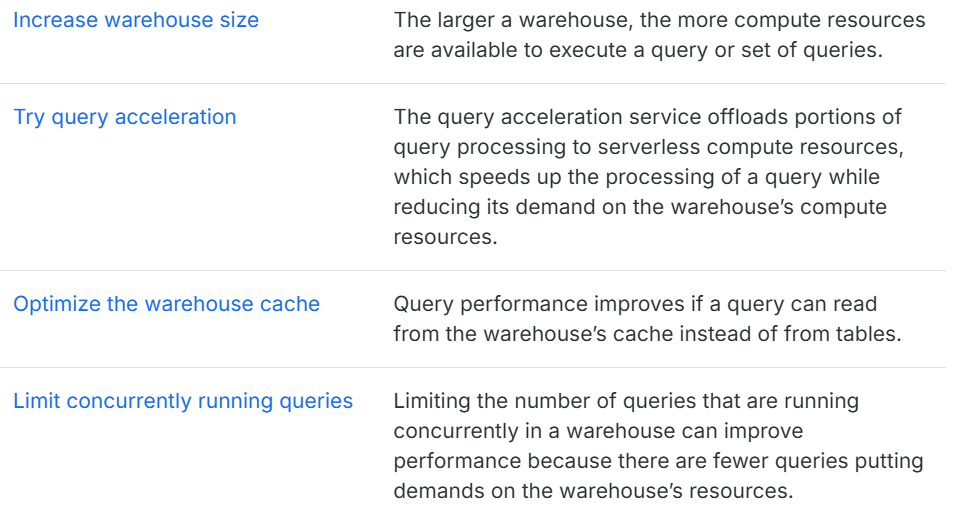 Increase warehouse size
The larger a warehouse, the more compute resources
are available to execute a query or set of queries.
Try query acceleration
The query acceleration service offloads portions of
query processing to serverless compute resources,
which speeds up the processing of a query while
reducing its demand on the warehouse’s compute
resources.
Optimize the warehouse cache
Query performance improves if a query can read
from the warehouse’s cache instead of from tables.
Limit concurrently running queries
Limiting the number of queries that are running
concurrently in a warehouse can improve
performance because there are fewer queries putting
demands on the warehouse’s resources.